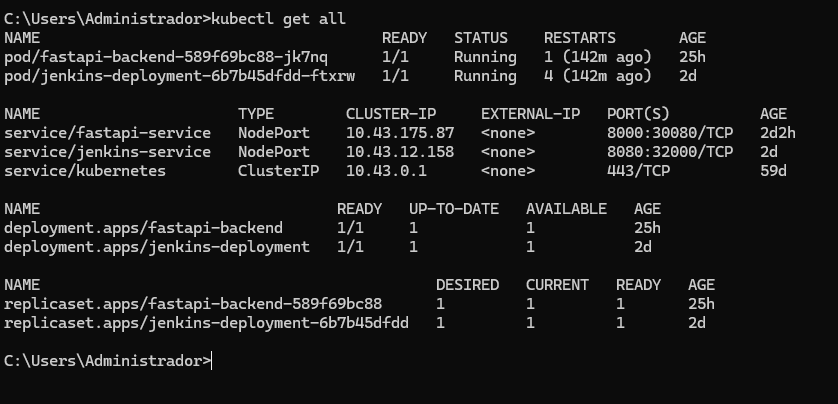 C:\Users\Administrador>kubectl get all
NAME                                      READY   STATUS    RESTARTS       AGE
pod/fastapi-backend-589f69bc88-jk7nq      1/1     Running   1 (142m ago)   25h
pod/jenkins-deployment-6b7b45dfdd-ftxrw   1/1     Running   4 (142m ago)   2d

NAME                      TYPE        CLUSTER-IP     EXTERNAL-IP   PORT(S)          AGE
service/fastapi-service   NodePort    10.43.175.87   <none>        8000:30080/TCP   2d2h
service/jenkins-service   NodePort    10.43.12.158   <none>        8080:32000/TCP   2d
service/kubernetes        ClusterIP   10.43.0.1      <none>        443/TCP          59d

NAME                                 READY   UP-TO-DATE   AVAILABLE   AGE
deployment.apps/fastapi-backend      1/1     1            1           25h
deployment.apps/jenkins-deployment   1/1     1            1           2d

NAME                                            DESIRED   CURRENT   READY   AGE
replicaset.apps/fastapi-backend-589f69bc88      1         1         1       25h
replicaset.apps/jenkins-deployment-6b7b45dfdd   1         1         1       2d

C:\Users\Administrador>